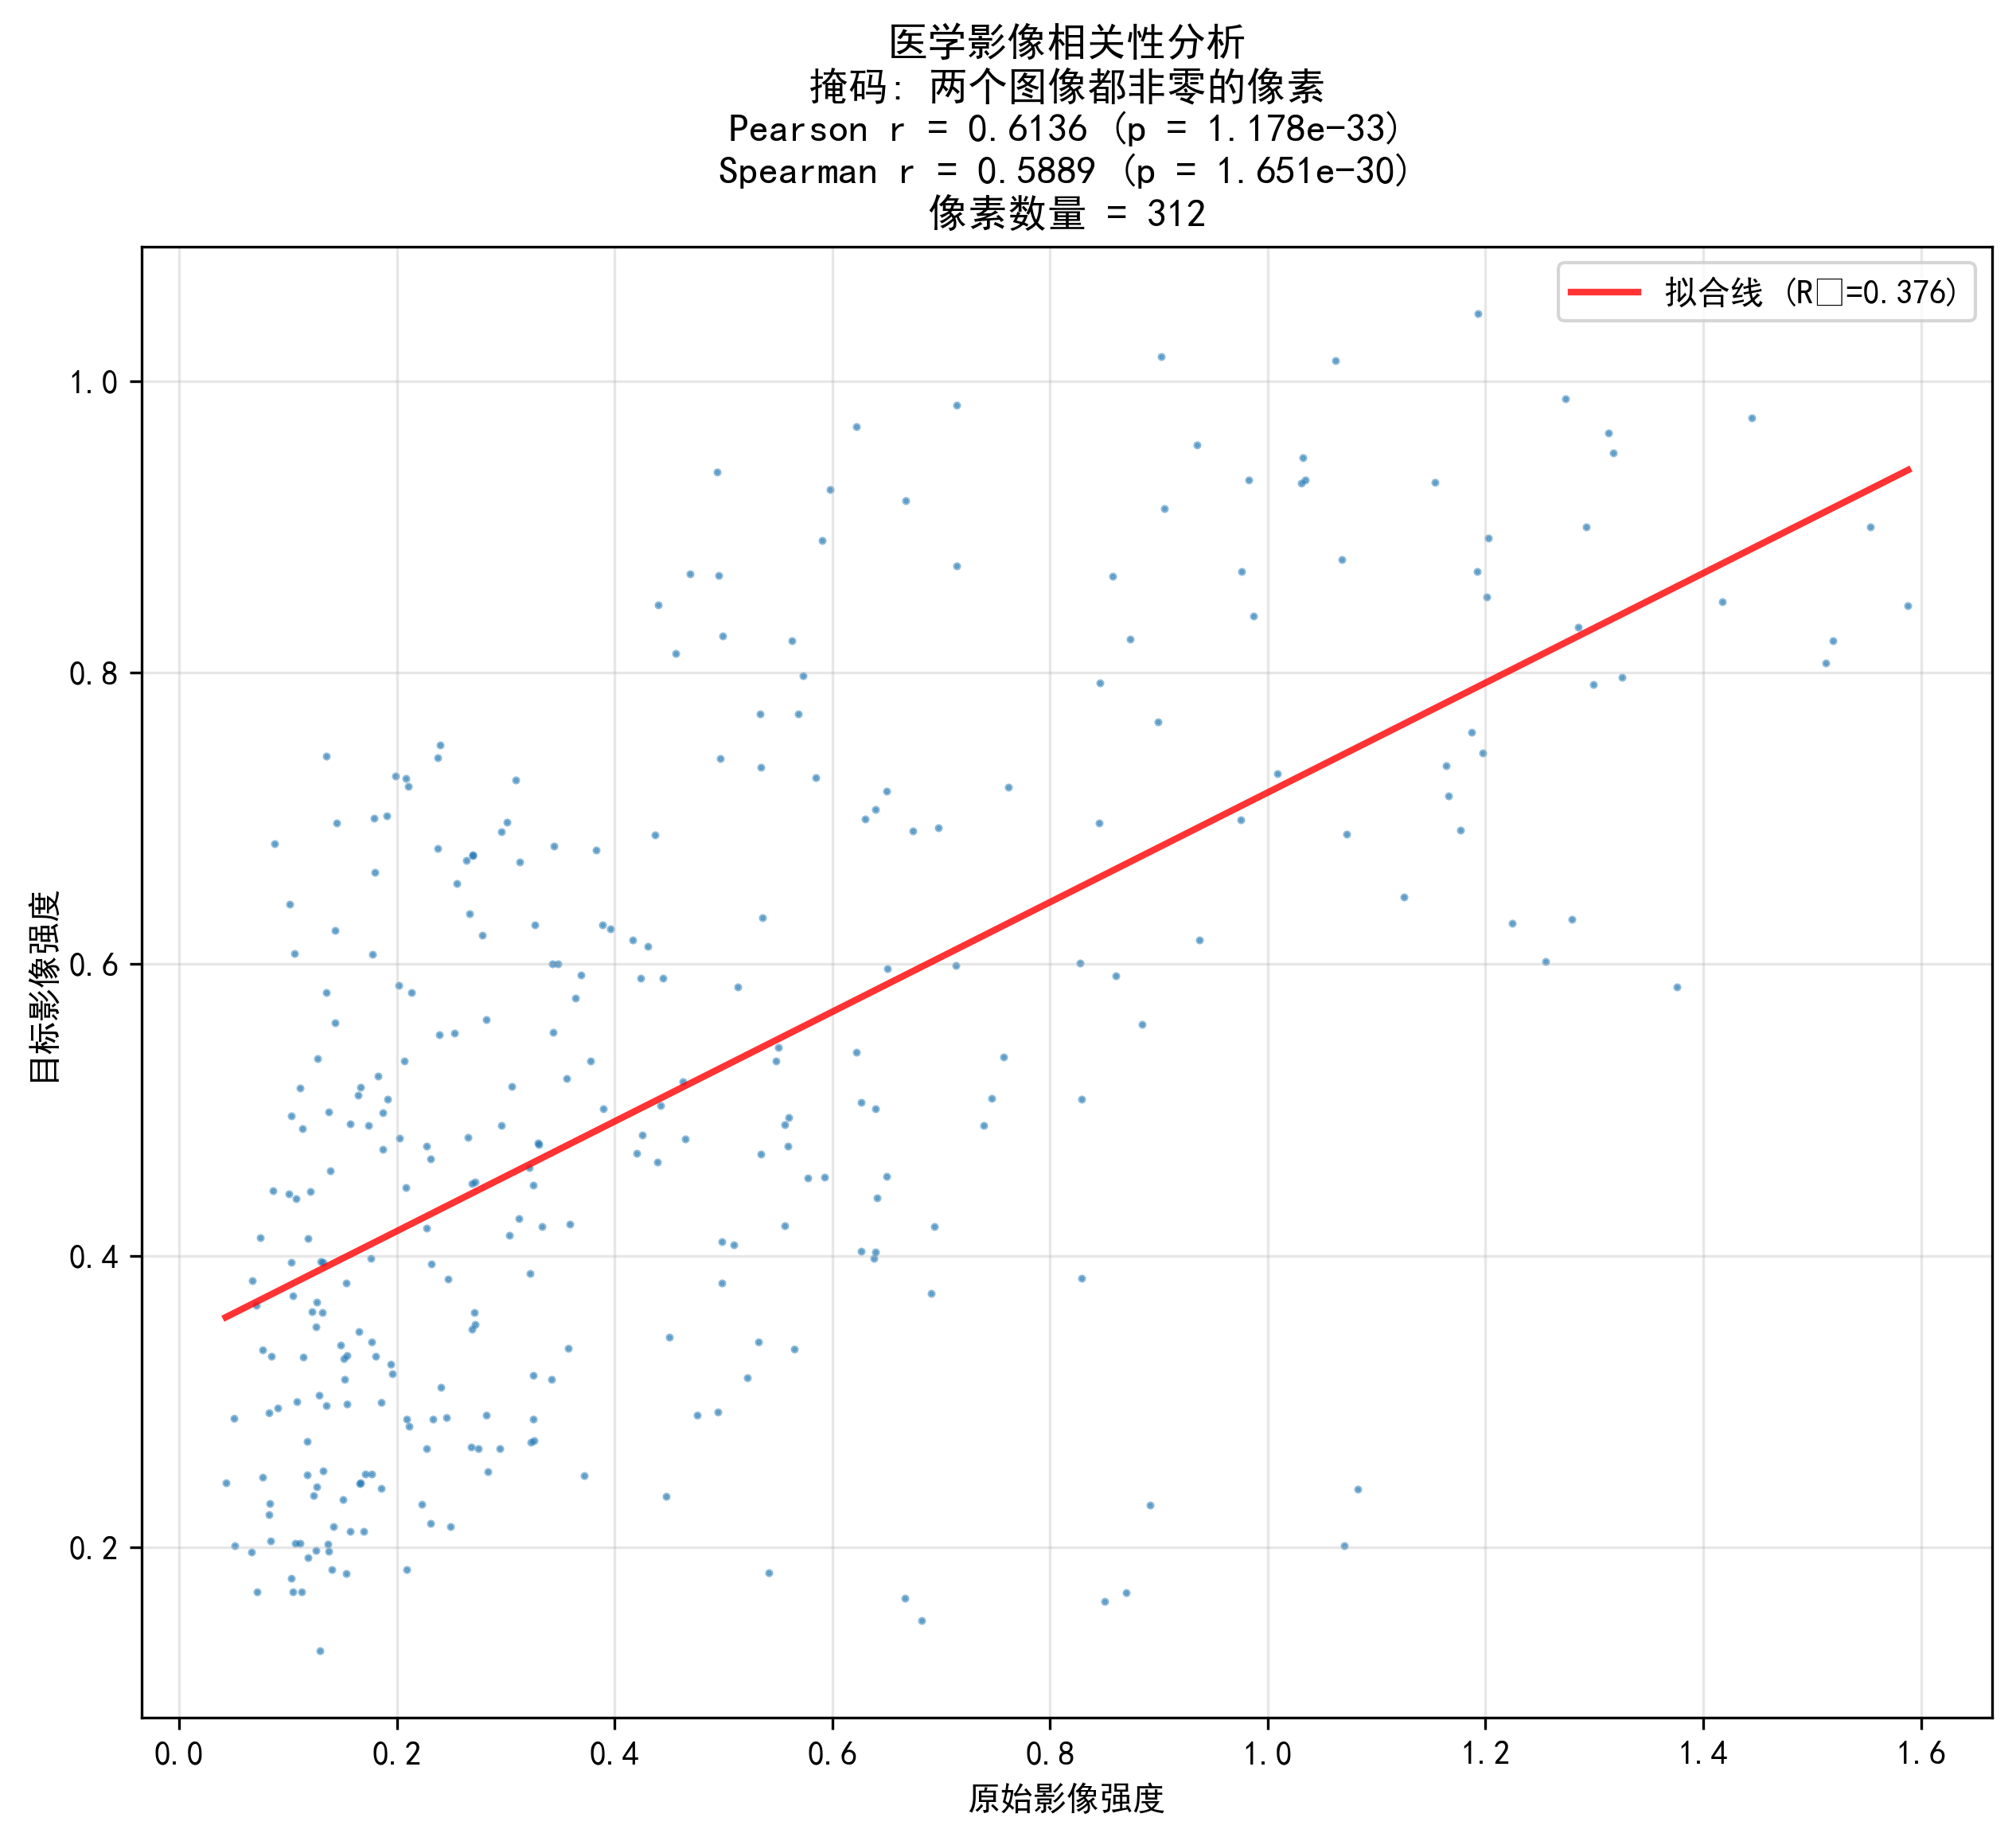 医学影像相关性分析
掩码: 两个图像都非零的像素
Pearson r = 0.6136 (p = 1.178e-33)
Spearman r = 0.5889 (p = 1.651e-30)
像素数量 = 312
拟合线 (R□=0.376)
1.0
0.8
0.6
0.4
0.2
目标影像强度
0.0 0.2 0.4 0.6 0.8 1.0 1.2 1.4 1.6
原始影像强度